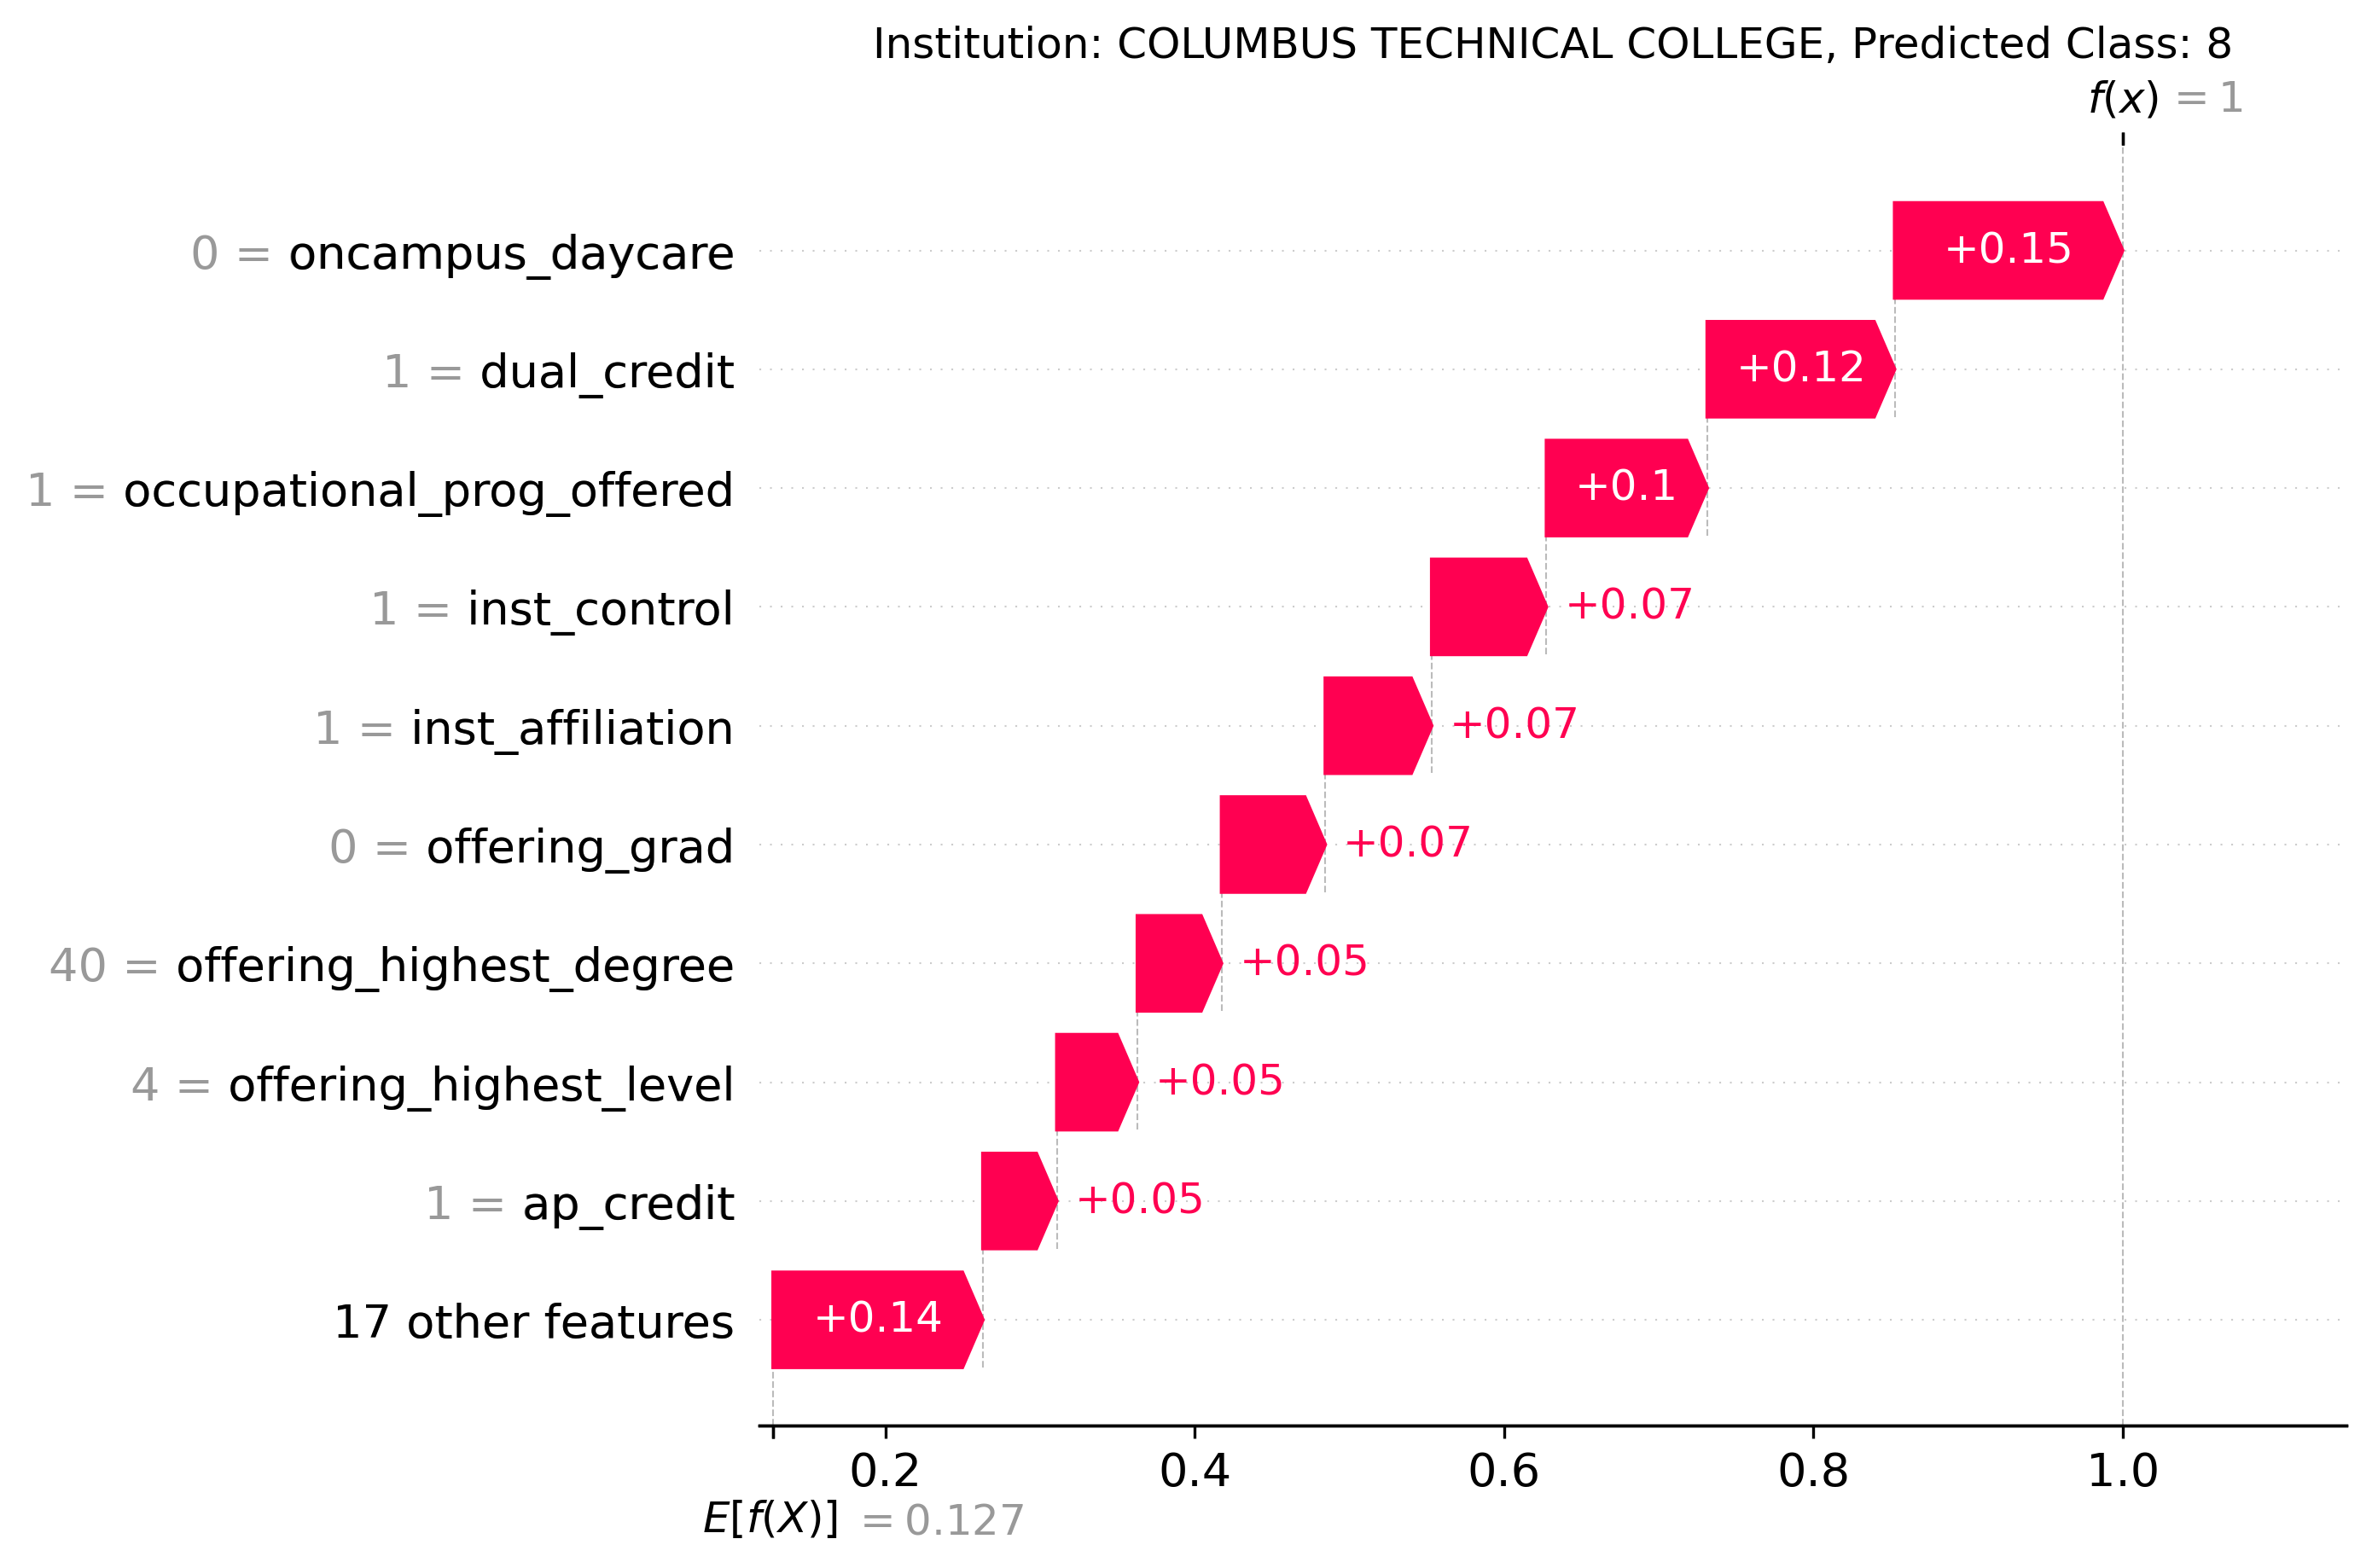 Institution: COLUMBUS TECHNICAL COLLEGE, Predicted Class: 8
f(x) = 1
0 = oncampus_daycare +0.15
1 = dual_credit +0.12
1 = occupational_prog_offered +0.1
1 = inst_control +0.07
1 = inst_affiliation +0.07
0 = offering_grad +0.07
40 = offering_highest_degree +0.05
4 = offering_highest_level +0.05
1 = ap_credit +0.05
17 other features +0.14
0.2 0.4 0.6 0.8 1.0
E[f(X)] = 0.127